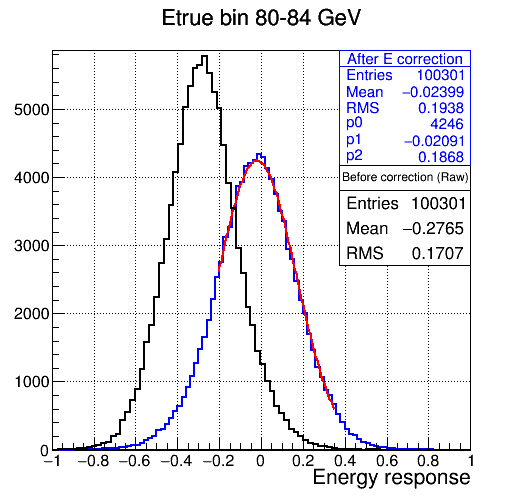 Etrue bin 80-84 GeV
After E correction
Entries 100301
Mean −0.02399
RMS 0.1938
p0 4246
p1 −0.02091
p2 0.1868
Before correction (Raw)
Entries 100301
Mean −0.2765
RMS 0.1707
5000
4000
3000
2000
1000
0
−1 −0.8 −0.6 −0.4 −0.2 0 0.2 0.4 0.6 0.8 1
Energy response